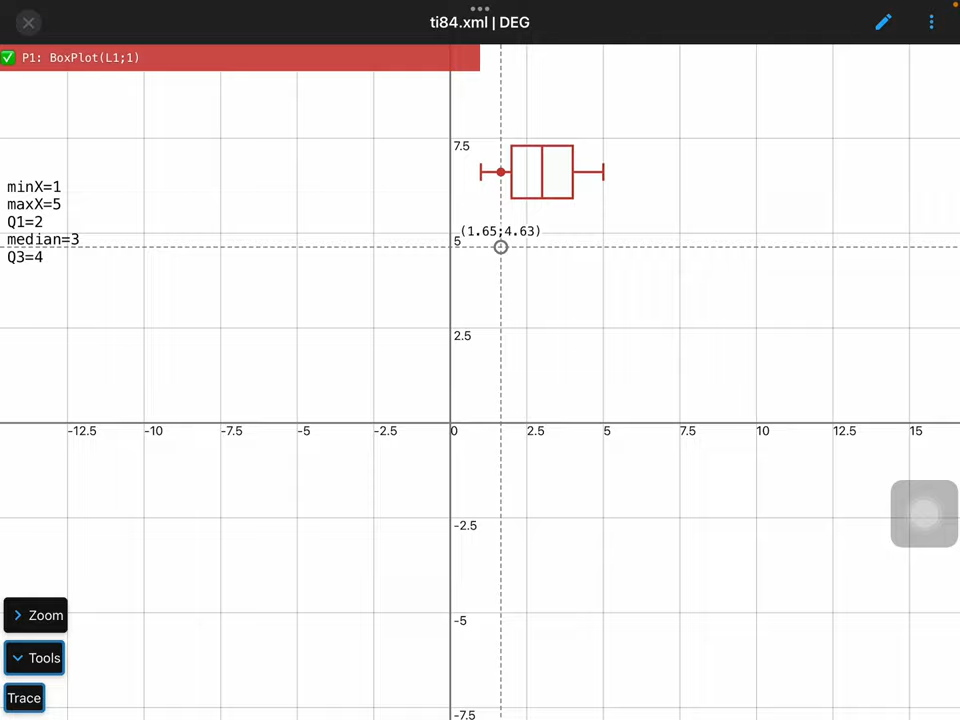 ti84.xml | DEG
P1: BoxPlot(L1;1)
7.5
minX=1
maxX=5
Q1=2
median=3
Q3=4
(1.65;4.63)
5
2.5
-12.5 -10 -7.5 -5 -2.5 0 2.5 5 7.5 10 12.5 15
-2.5
-5
-7.5
Zoom
Tools
Trace